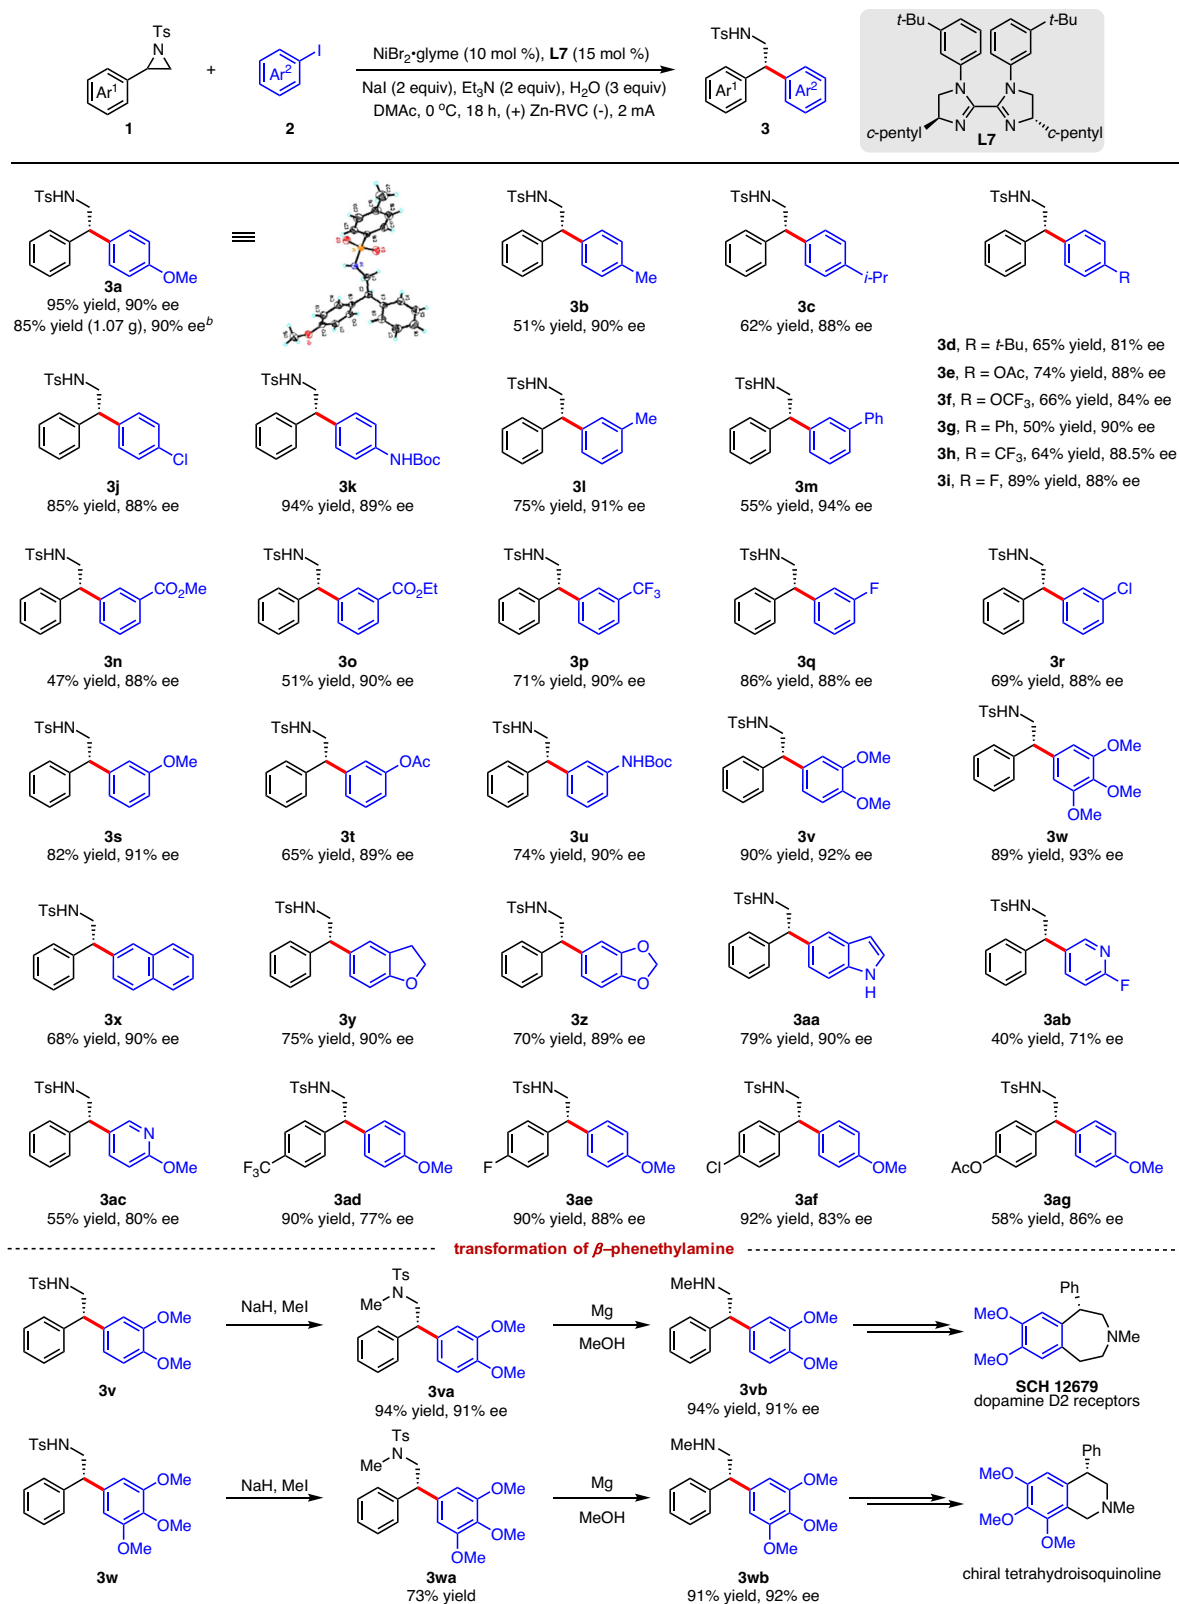 Ts
N
Ar1
1
+
I
Ar2
2
NiBr2•glyme (10 mol %), L7 (15 mol %)
NaI (2 equiv), Et3N (2 equiv), H2O (3 equiv)
DMAc, 0 oC, 18 h, (+) Zn-RVC (-), 2 mA
TsHN
Ar1
Ar2
3
t-Bu
t-Bu
N
N
N
N
c-pentyl
c-pentyl
L7
TsHN
OMe
3a
95% yield, 90% ee
85% yield (1.07 g), 90% eeb
TsHN
Me
3b
51% yield, 90% ee
TsHN
i-Pr
3c
62% yield, 88% ee
TsHN
R
3d, R = t-Bu, 65% yield, 81% ee
3e, R = OAc, 74% yield, 88% ee
3f, R = OCF3, 66% yield, 84% ee
3g, R = Ph, 50% yield, 90% ee
3h, R = CF3, 64% yield, 88.5% ee
3i, R = F, 89% yield, 88% ee
TsHN
Cl
3j
85% yield, 88% ee
TsHN
NHBoc
3k
94% yield, 89% ee
TsHN
Me
3l
75% yield, 91% ee
TsHN
Ph
3m
55% yield, 94% ee
TsHN
CO2Me
3n
47% yield, 88% ee
TsHN
CO2Et
3o
51% yield, 90% ee
TsHN
CF3
3p
71% yield, 90% ee
TsHN
F
3q
86% yield, 88% ee
TsHN
Cl
3r
69% yield, 88% ee
TsHN
OMe
3s
82% yield, 91% ee
TsHN
OAc
3t
65% yield, 89% ee
TsHN
NHBoc
3u
74% yield, 90% ee
TsHN
OMe
OMe
3v
90% yield, 92% ee
TsHN
OMe
OMe
OMe
3w
89% yield, 93% ee
TsHN
3x
68% yield, 90% ee
TsHN
O
3y
75% yield, 90% ee
TsHN
O
O
3z
70% yield, 89% ee
TsHN
N
H
3aa
79% yield, 90% ee
TsHN
N
F
3ab
40% yield, 71% ee
TsHN
N
OMe
3ac
55% yield, 80% ee
TsHN
F3C
OMe
3ad
90% yield, 77% ee
TsHN
F
OMe
3ae
90% yield, 88% ee
TsHN
Cl
OMe
3af
92% yield, 83% ee
TsHN
AcO
OMe
3ag
58% yield, 86% ee
transformation of β–phenethylamine
TsHN
OMe
OMe
3v
NaH, MeI
Ts
Me
N
OMe
OMe
3va
94% yield, 91% ee
Mg
MeOH
MeHN
OMe
OMe
3vb
94% yield, 91% ee
Ph
MeO
MeO
NMe
SCH 12679
dopamine D2 receptors
TsHN
OMe
OMe
OMe
3w
NaH, MeI
Ts
Me
N
OMe
OMe
OMe
3wa
73% yield
Mg
MeOH
MeHN
OMe
OMe
OMe
3wb
91% yield, 92% ee
Ph
MeO
MeO
OMe
NMe
chiral tetrahydroisoquinoline